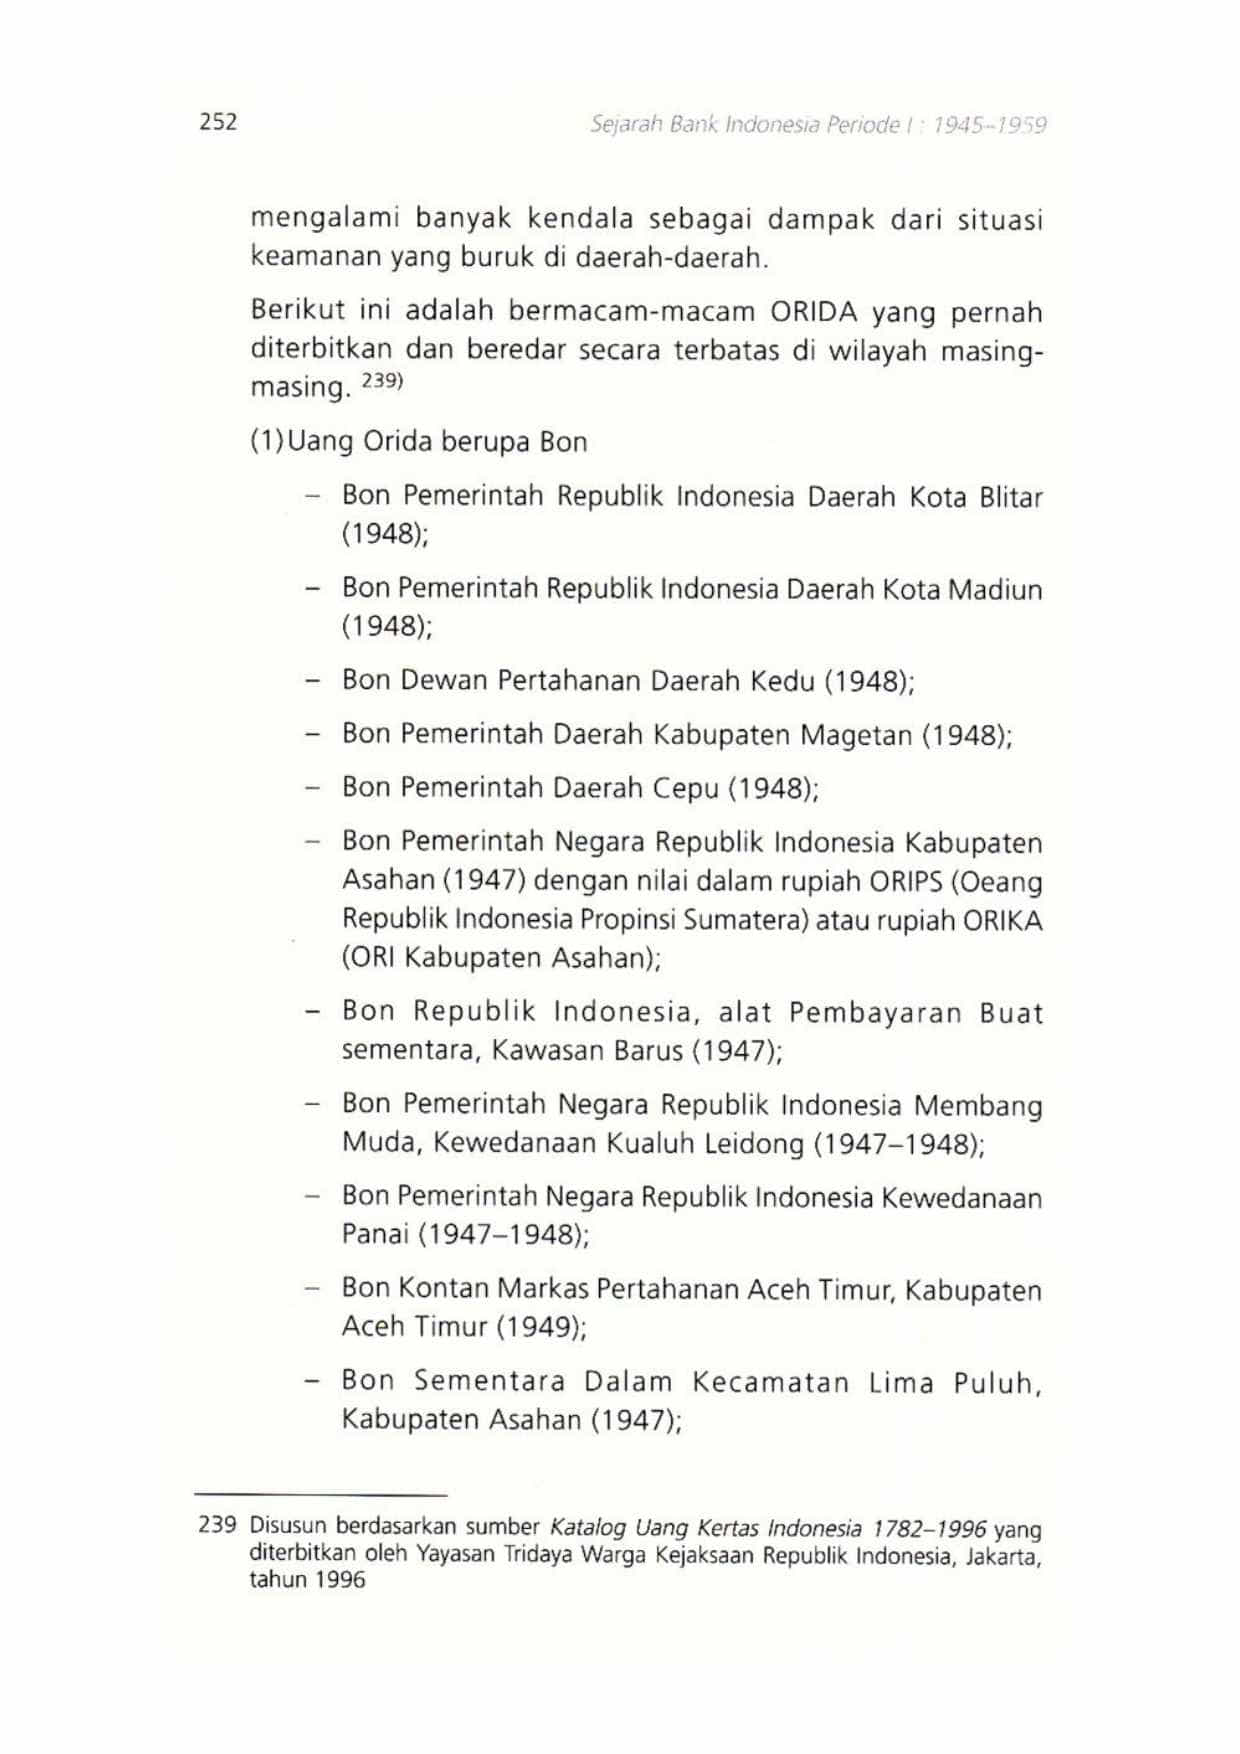 252
Sejarah Bank Indonesia Periode I : 1945–1959
mengalami banyak kendala sebagai dampak dari situasi
keamanan yang buruk di daerah-daerah.
Berikut ini adalah bermacam-macam ORIDA yang pernah
diterbitkan dan beredar secara terbatas di wilayah masing-
masing. 239)
(1)Uang Orida berupa Bon
– Bon Pemerintah Republik Indonesia Daerah Kota Blitar
(1948);
– Bon Pemerintah Republik Indonesia Daerah Kota Madiun
(1948);
– Bon Dewan Pertahanan Daerah Kedu (1948);
– Bon Pemerintah Daerah Kabupaten Magetan (1948);
– Bon Pemerintah Daerah Cepu (1948);
– Bon Pemerintah Negara Republik Indonesia Kabupaten
Asahan (1947) dengan nilai dalam rupiah ORIPS (Oeang
Republik Indonesia Propinsi Sumatera) atau rupiah ORIKA
(ORI Kabupaten Asahan);
– Bon Republik Indonesia, alat Pembayaran Buat
sementara, Kawasan Barus (1947);
– Bon Pemerintah Negara Republik Indonesia Membang
Muda, Kewedanaan Kualuh Leidong (1947–1948);
– Bon Pemerintah Negara Republik Indonesia Kewedanaan
Panai (1947–1948);
– Bon Kontan Markas Pertahanan Aceh Timur, Kabupaten
Aceh Timur (1949);
– Bon Sementara Dalam Kecamatan Lima Puluh,
Kabupaten Asahan (1947);
239 Disusun berdasarkan sumber Katalog Uang Kertas Indonesia 1782–1996 yang
diterbitkan oleh Yayasan Tridaya Warga Kejaksaan Republik Indonesia, Jakarta,
tahun 1996